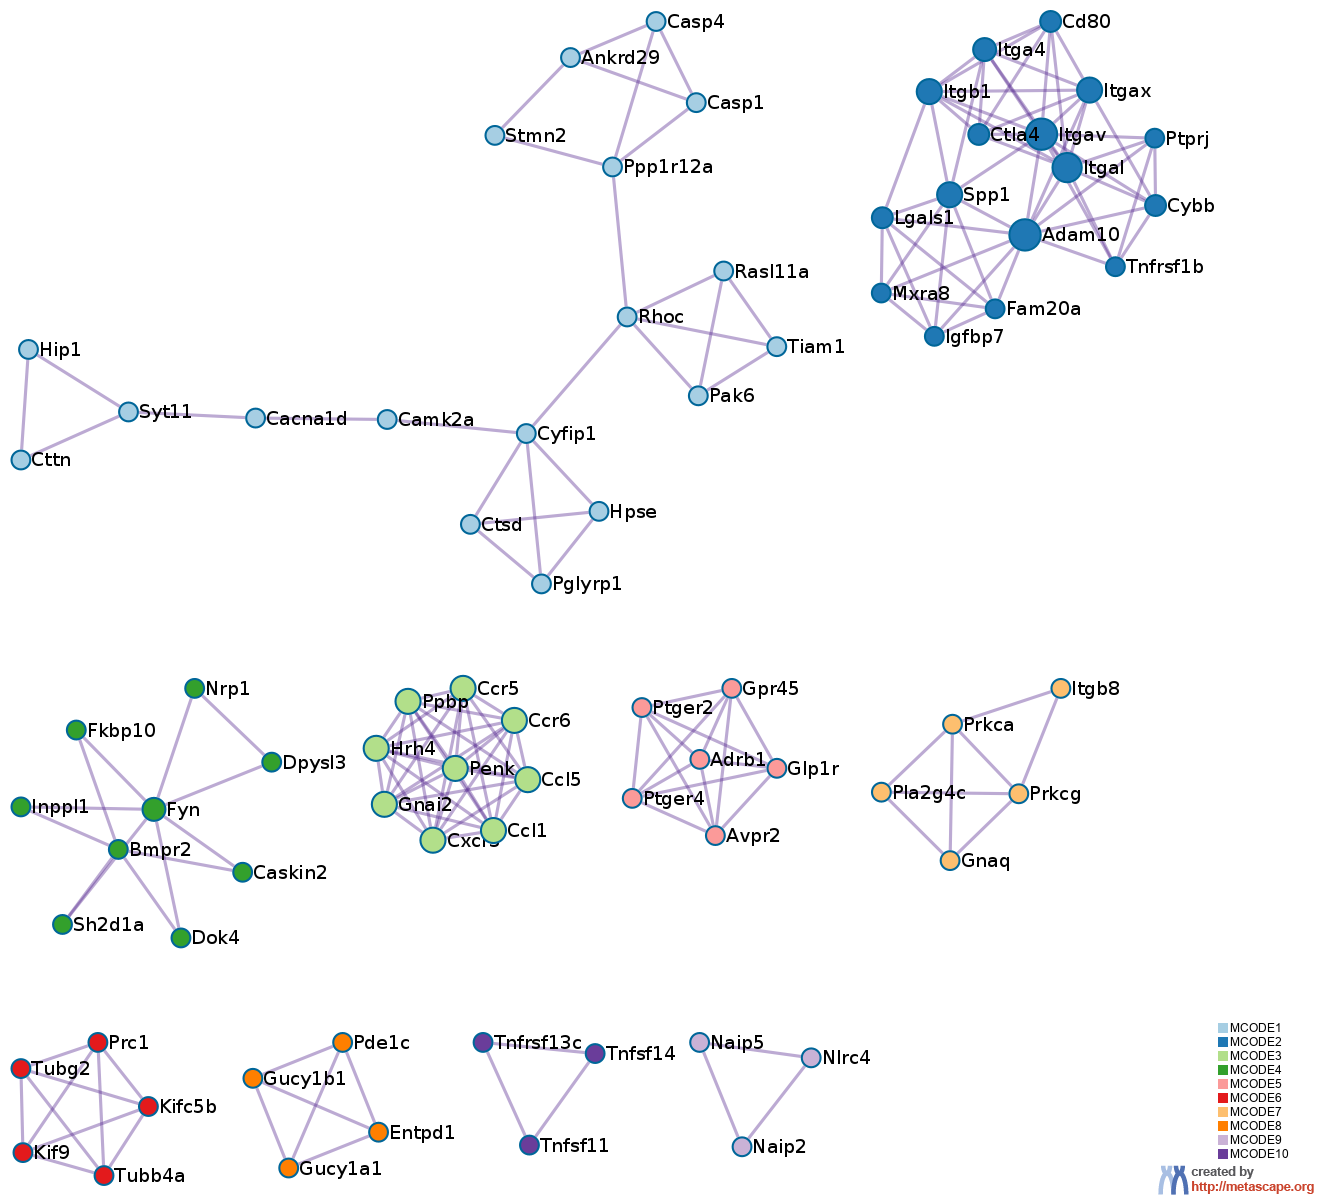 Casp4
Cd80
Ankrd29
Itga4
Itgb1
Itgax
Casp1
Stmn2
Ctla4
Itgav
Ptprj
Ppp1r12a
Itgal
Spp1
Cybb
Lgals1
Adam10
Rasl11a
Tnfrsf1b
Mxra8
Fam20a
Rhoc
Igfbp7
Hip1
Tiam1
Pak6
Syt11
Cacna1d
Camk2a
Cyfip1
Cttn
Hpse
Ctsd
Pglyrp1
Nrp1
Fkbp10
Dpysl3
Inppl1
Fyn
Bmpr2
Caskin2
Sh2d1a
Dok4
Ccr5
Ppbp
Ccr6
Hrh4
Penk
Ccl5
Gnai2
Ccl1
Gpr45
Ptger2
Adrb1
Glp1r
Ptger4
Avpr2
Itgb8
Prkca
Pla2g4c
Prkcg
Gnaq
Prc1
Tubg2
Kifc5b
Kif9
Tubb4a
Pde1c
Gucy1b1
Entpd1
Gucy1a1
Tnfrsf13c
Tnfsf14
Tnfsf11
Naip5
Nlrc4
Naip2
MCODE1
MCODE2
MCODE3
MCODE4
MCODE5
MCODE6
MCODE7
MCODE8
MCODE9
MCODE10
created by
http://metascape.org